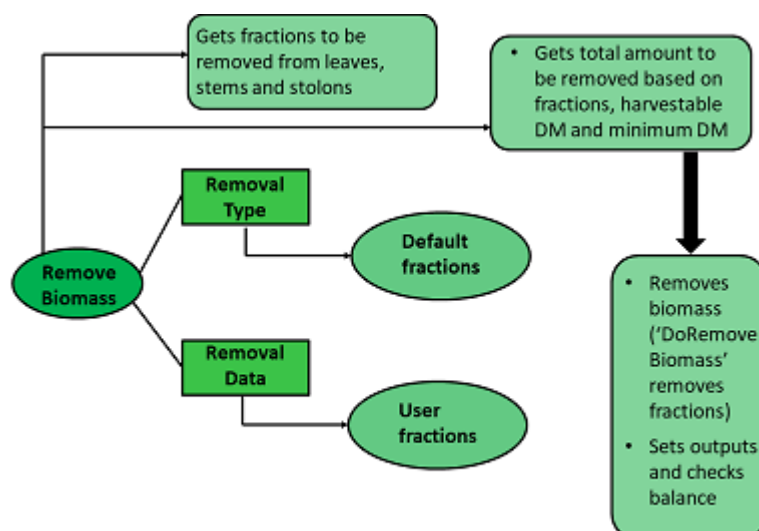 Gets fractions to be
removed from leaves,
stems and stolons
• Gets total amount to
be removed based on
fractions, harvestable
DM and minimum DM
Removal
Type
Default
fractions
Remove
Biomass
Removal
Data
User
fractions
• Removes
biomass
('DoRemove
Biomass'
removes
fractions)
• Sets outputs
and checks
balance